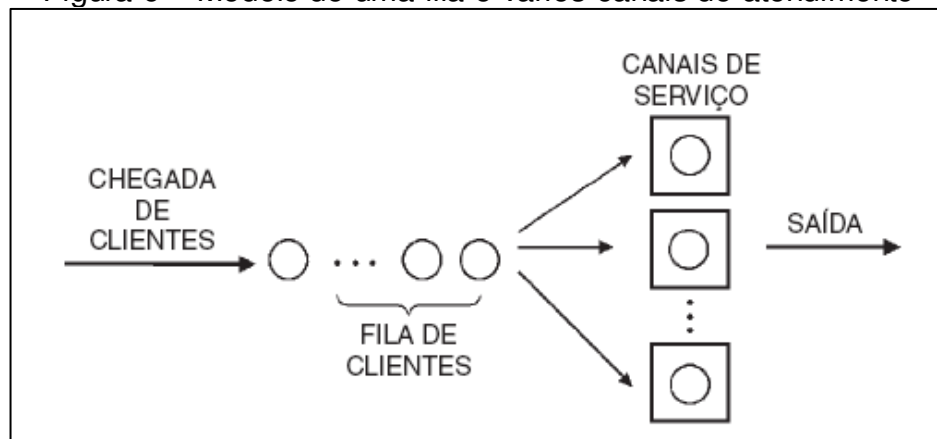 CHEGADA
DE
CLIENTES
FILA DE
CLIENTES
CANAIS DE
SERVIÇO
SAÍDA